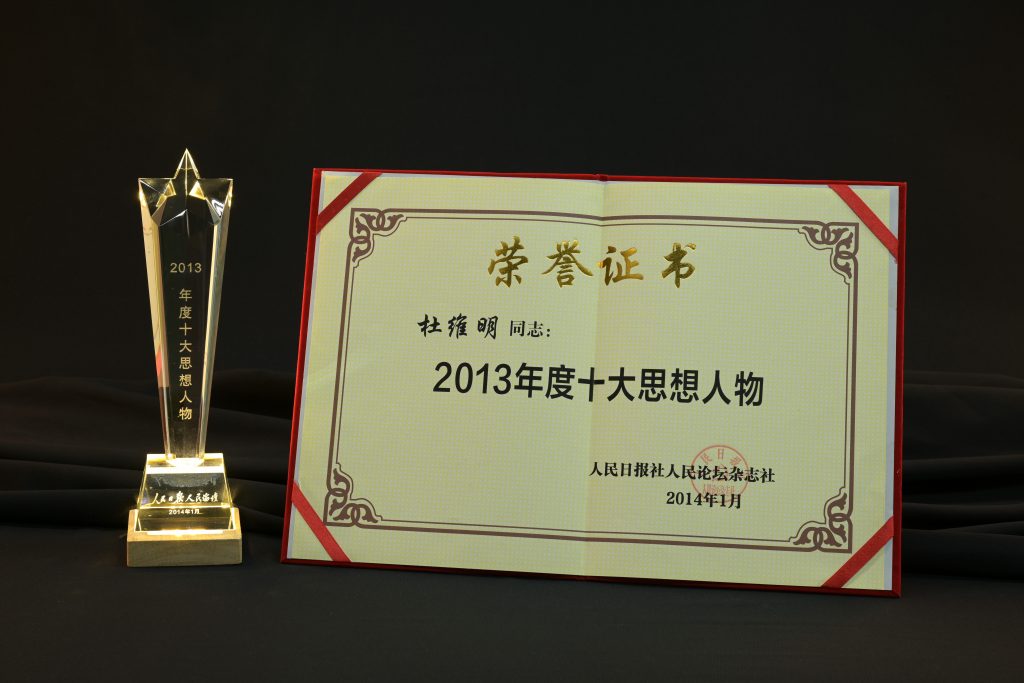 2013
年度十大思想人物
人民日报人民论坛
2014年1月
荣誉证书
杜维明 同志：
2013年度十大思想人物
人民日报社人民论坛杂志社
2014年1月